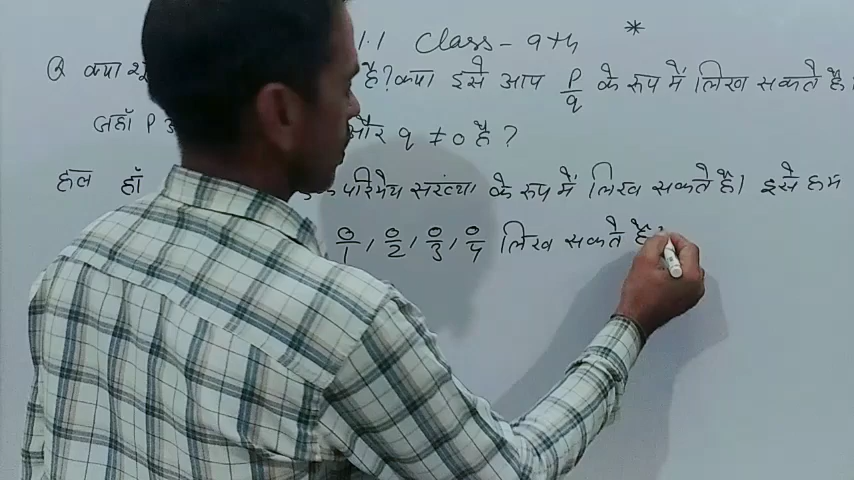 1.1 Class - 9th *
Q क्या है? क्या इसे आप p/q के रूप में लिख सकते है
जहाँ P और q ≠ 0 है ?
हल हाँ परिमेय संख्या के रूप में लिख सकते है। इसे हम
0/1, 0/2, 0/3, 0/4 लिख सकते है